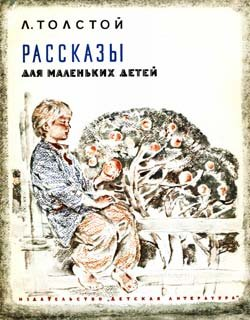 Л. ТОЛСТОЙ
РАССКАЗЫ
ДЛЯ МАЛЕНЬКИХ ДЕТЕЙ
ИЗДАТЕЛЬСТВО „ДЕТСКАЯ ЛИТЕРАТУРА"